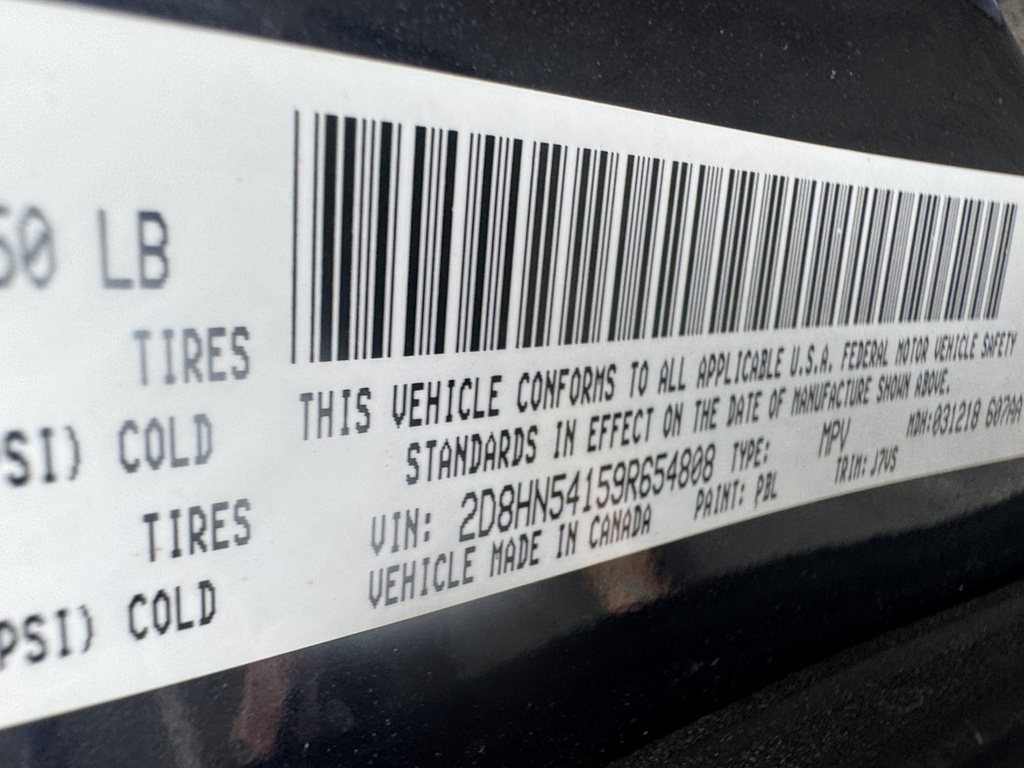 50 LB
TIRES
PSI) COLD
TIRES
PSI) COLD
THIS VEHICLE CONFORMS TO ALL APPLICABLE U.S.A. FEDERAL MOTOR VEHICLE SAFETY
STANDARDS IN EFFECT ON THE DATE OF MANUFACTURE SHOWN ABOVE.
VIN: 2D8HN54159R654808 TYPE: MPV MDH:031218 607AA
VEHICLE MADE IN CANADA PAINT: PBL TRIM: J7VS